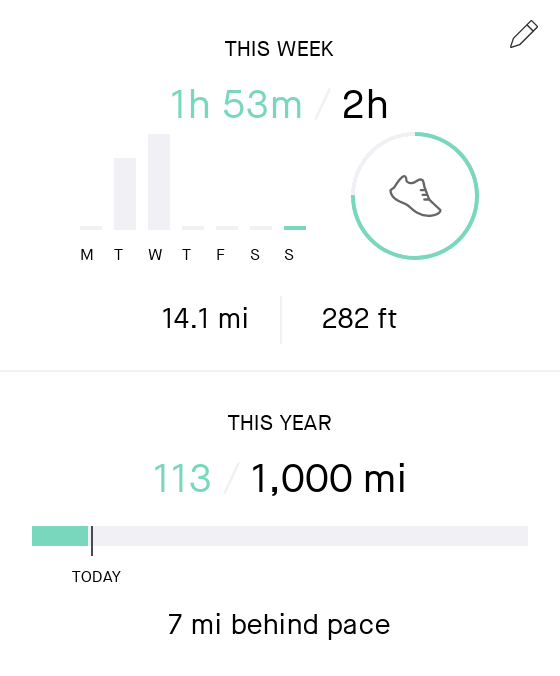 THIS WEEK
1h 53m / 2h
M T W T F S S
14.1 mi | 282 ft
THIS YEAR
113 / 1,000 mi
TODAY
7 mi behind pace